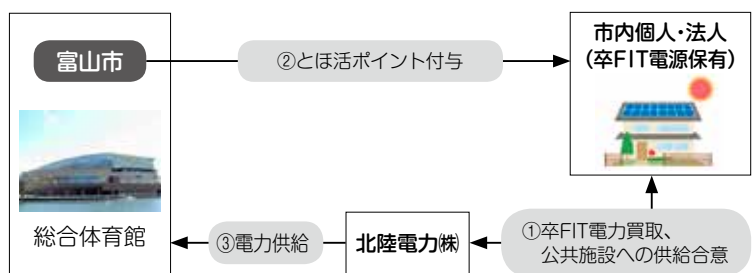 富山市
②とほ活ポイント付与
市内個人・法人
(卒FIT電源保有)
総合体育館
③電力供給
北陸電力㈱
①卒FIT電力買取、
公共施設への供給合意